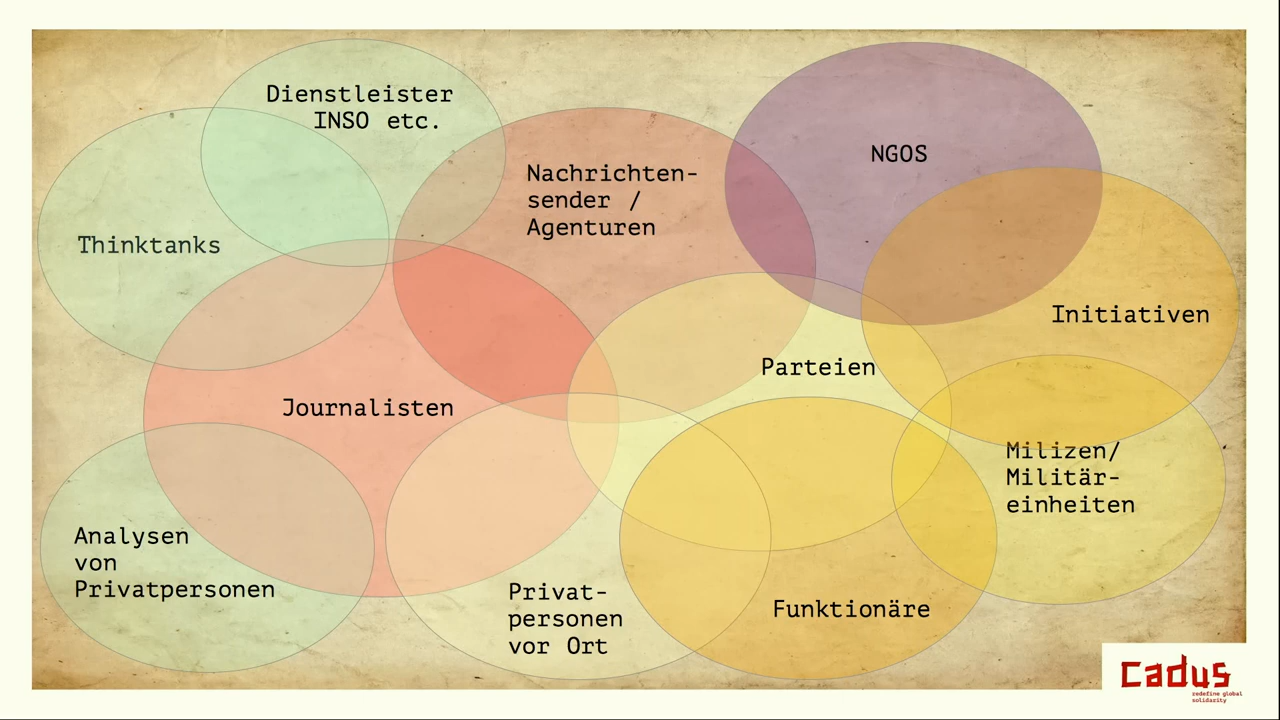 Dienstleister
INSO etc.
Nachrichten-
sender /
Agenturen
NGOS
Thinktanks
Initiativen
Parteien
Journalisten
Milizen/
Militär-
einheiten
Analysen
von
Privatpersonen
Privat-
personen
vor Ort
Funktionäre
cadus
redefine global
solidarity